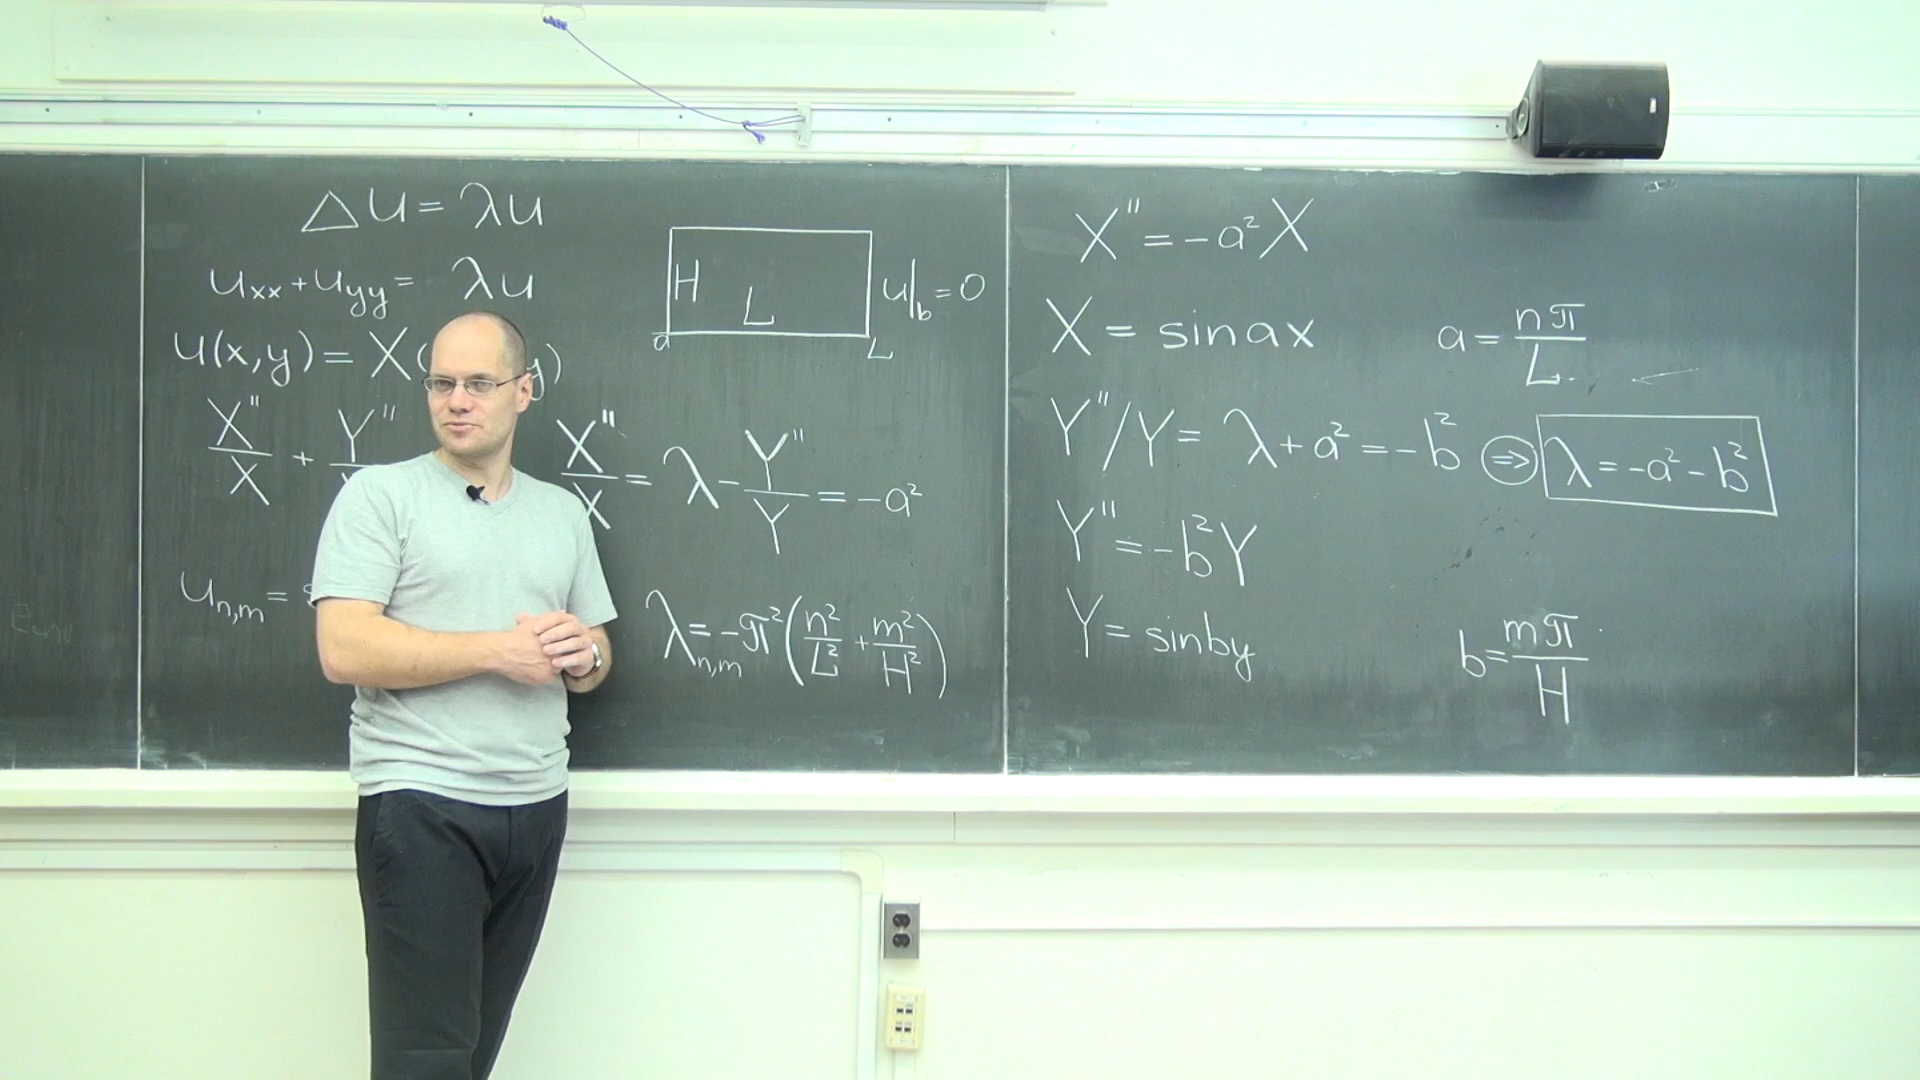 Δu = λu
u_xx + u_yy = λu
H
L
u|_b = 0
L
u(x,y) = X( y)
X''/X + Y''
X''/X = λ - Y''/Y = -a²
u_n,m =
λ_n,m = -π²(n²/L² + m²/H²)
X'' = -a²X
X = sin ax
a = nπ/L
Y''/Y = λ + a² = -b² ⇒ λ = -a² - b²
Y'' = -b²Y
Y = sin by
b = mπ/H